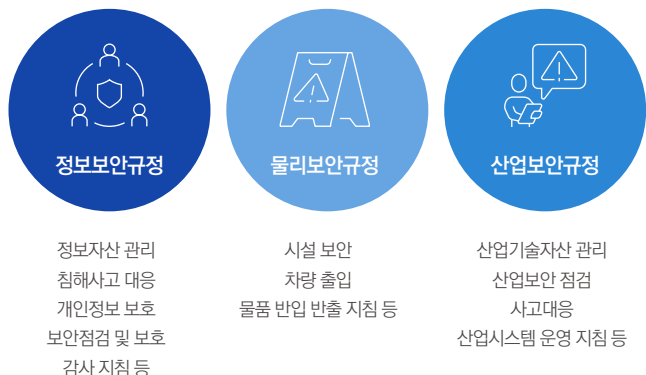 정보보안규정
정보자산 관리
침해사고 대응
개인정보 보호
보안점검 및 보호
감사 지침 등
물리보안규정
시설 보안
차량 출입
물품 반입 반출 지침 등
산업보안규정
산업기술자산 관리
산업보안 점검
사고대응
산업시스템 운영 지침 등